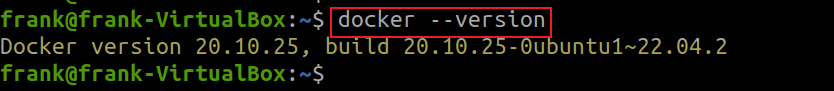 frank@frank-VirtualBox:~$ docker --version
Docker version 20.10.25, build 20.10.25-0ubuntu1~22.04.2
frank@frank-VirtualBox:~$